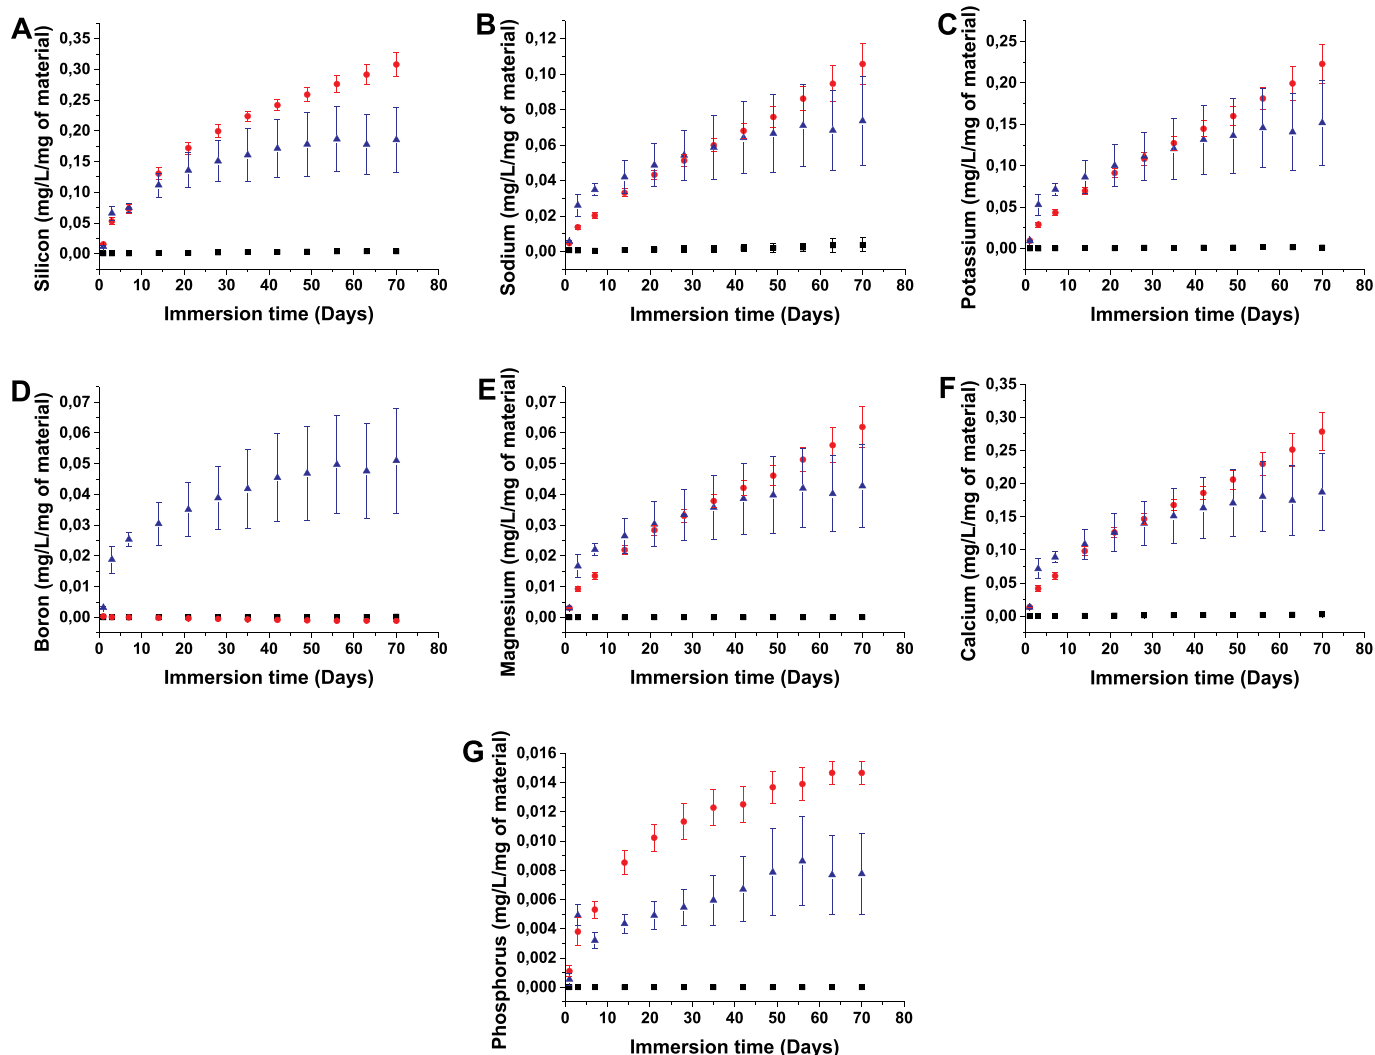 A
Silicon (mg/L/mg of material)
0,35
0,30
0,25
0,20
0,15
0,10
0,05
0,00
0 10 20 30 40 50 60 70 80
Immersion time (Days)
B
Sodium (mg/L/mg of material)
0,12
0,10
0,08
0,06
0,04
0,02
0,00
0 10 20 30 40 50 60 70 80
Immersion time (Days)
C
Potassium (mg/L/mg of material)
0,25
0,20
0,15
0,10
0,05
0,00
0 10 20 30 40 50 60 70 80
Immersion time (Days)
D
Boron (mg/L/mg of material)
0,07
0,06
0,05
0,04
0,03
0,02
0,01
0,00
0 10 20 30 40 50 60 70 80
Immersion time (Days)
E
Magnesium (mg/L/mg of material)
0,07
0,06
0,05
0,04
0,03
0,02
0,01
0,00
0 10 20 30 40 50 60 70 80
Immersion time (Days)
F
Calcium (mg/L/mg of material)
0,35
0,30
0,25
0,20
0,15
0,10
0,05
0,00
0 10 20 30 40 50 60 70 80
Immersion time (Days)
G
Phosphorus (mg/L/mg of material)
0,016
0,014
0,012
0,010
0,008
0,006
0,004
0,002
0,000
0 10 20 30 40 50 60 70 80
Immersion time (Days)